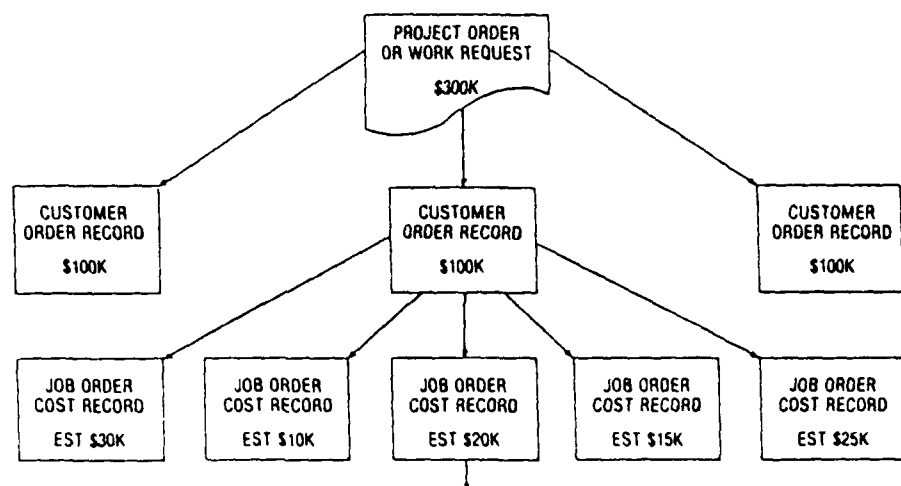 PROJECT ORDER
OR WORK REQUEST
$300K
CUSTOMER
ORDER RECORD
$100K
CUSTOMER
ORDER RECORD
$100K
CUSTOMER
ORDER RECORD
$100K
JOB ORDER
COST RECORD
EST $30K
JOB ORDER
COST RECORD
EST $10K
JOB ORDER
COST RECORD
EST $20K
JOB ORDER
COST RECORD
EST $15K
JOB ORDER
COST RECORD
EST $25K